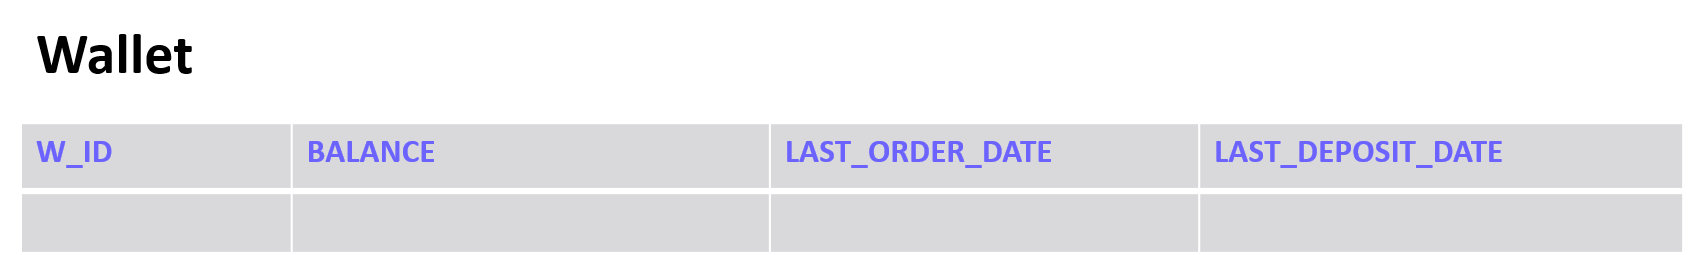 Wallet
W_ID BALANCE LAST_ORDER_DATE LAST_DEPOSIT_DATE